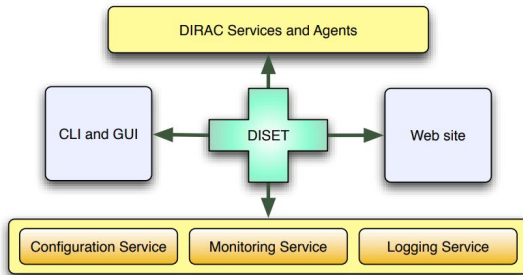 DIRAC Services and Agents
CLI and GUI
DISET
Web site
Configuration Service
Monitoring Service
Logging Service